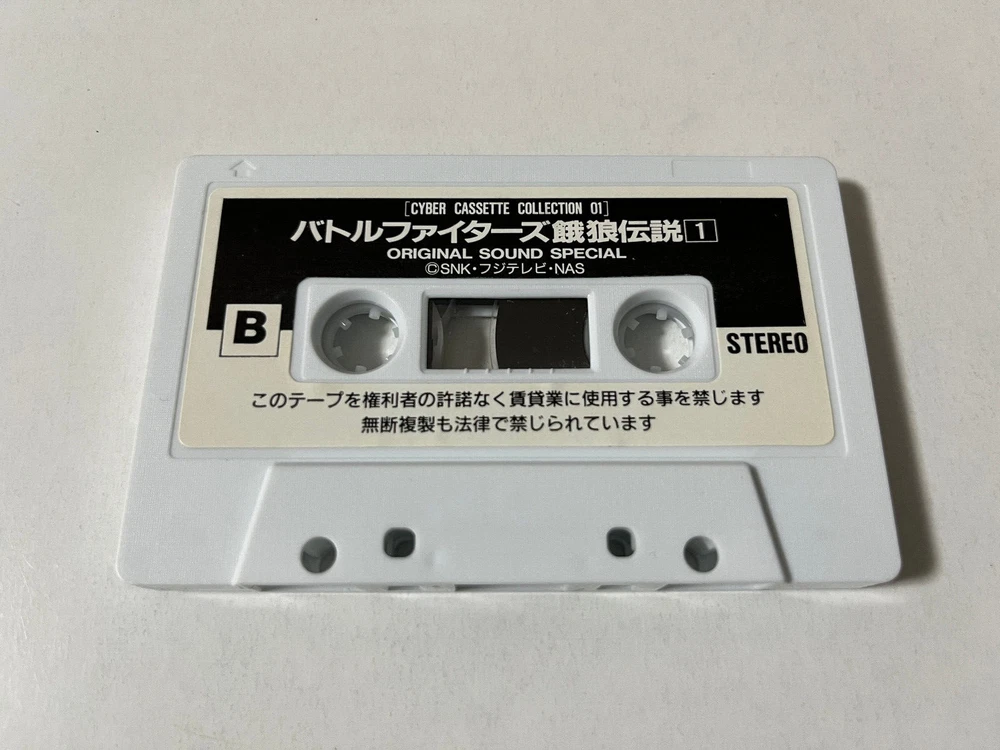 [CYBER CASSETTE COLLECTION 01]
バトルファイターズ餓狼伝説1
ORIGINAL SOUND SPECIAL
©SNK・フジテレビ・NAS
B
STEREO
このテープを権利者の許諾なく賃貸業に使用する事を禁じます
無断複製も法律で禁じられています